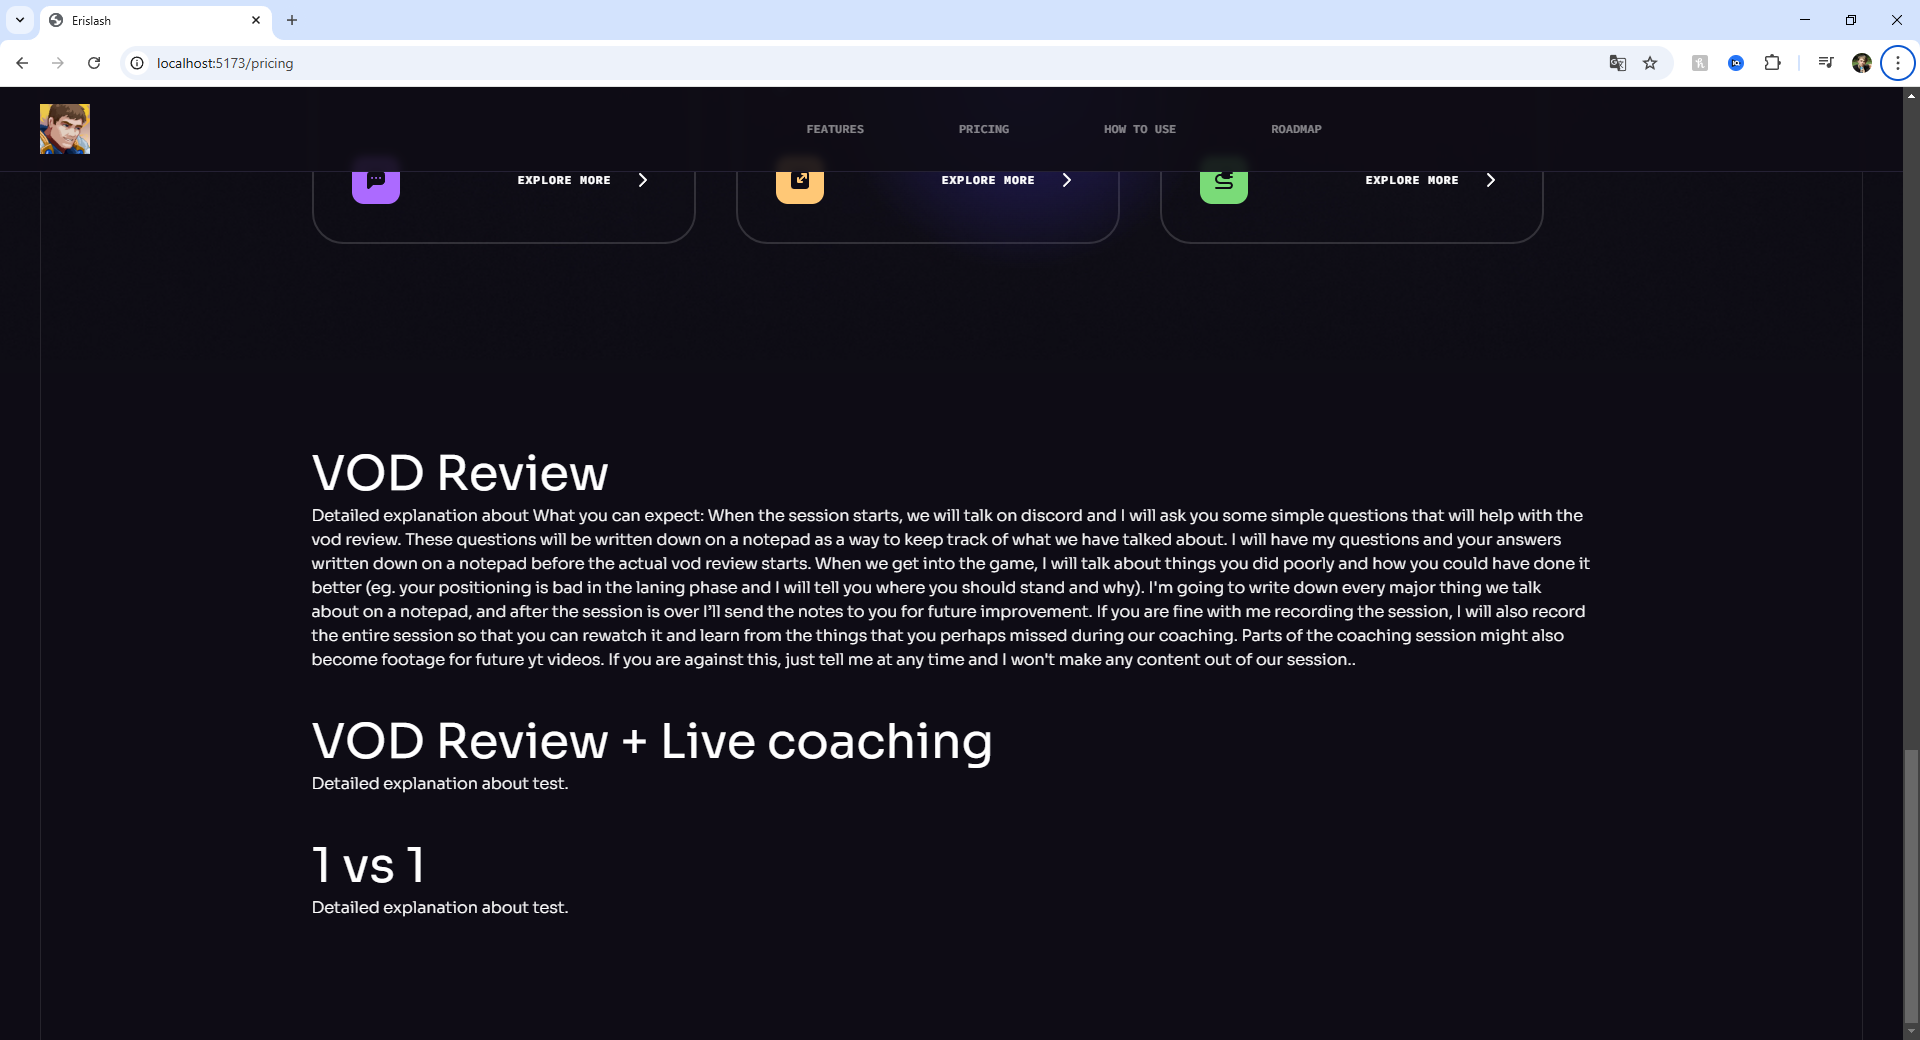 Erislash
localhost:5173/pricing
FEATURES
PRICING
HOW TO USE
ROADMAP
EXPLORE MORE
EXPLORE MORE
EXPLORE MORE
VOD Review
Detailed explanation about What you can expect: When the session starts, we will talk on discord and I will ask you some simple questions that will help with the
vod review. These questions will be written down on a notepad as a way to keep track of what we have talked about. I will have my questions and your answers
written down on a notepad before the actual vod review starts. When we get into the game, I will talk about things you did poorly and how you could have done it
better (eg. your positioning is bad in the laning phase and I will tell you where you should stand and why). I'm going to write down every major thing we talk
about on a notepad, and after the session is over I’ll send the notes to you for future improvement. If you are fine with me recording the session, I will also record
the entire session so that you can rewatch it and learn from the things that you perhaps missed during our coaching. Parts of the coaching session might also
become footage for future yt videos. If you are against this, just tell me at any time and I won't make any content out of our session..
VOD Review + Live coaching
Detailed explanation about test.
1 vs 1
Detailed explanation about test.